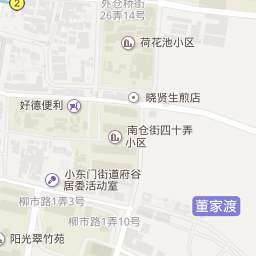 外仓桥街
26弄14号
2
荷花池小区
好德便利
晓贤生煎店
南仓街四十弄
小区
小东门街道府谷
居委活动室
柳市路1弄3号
董家渡
柳市路1弄10号
阳光翠竹苑